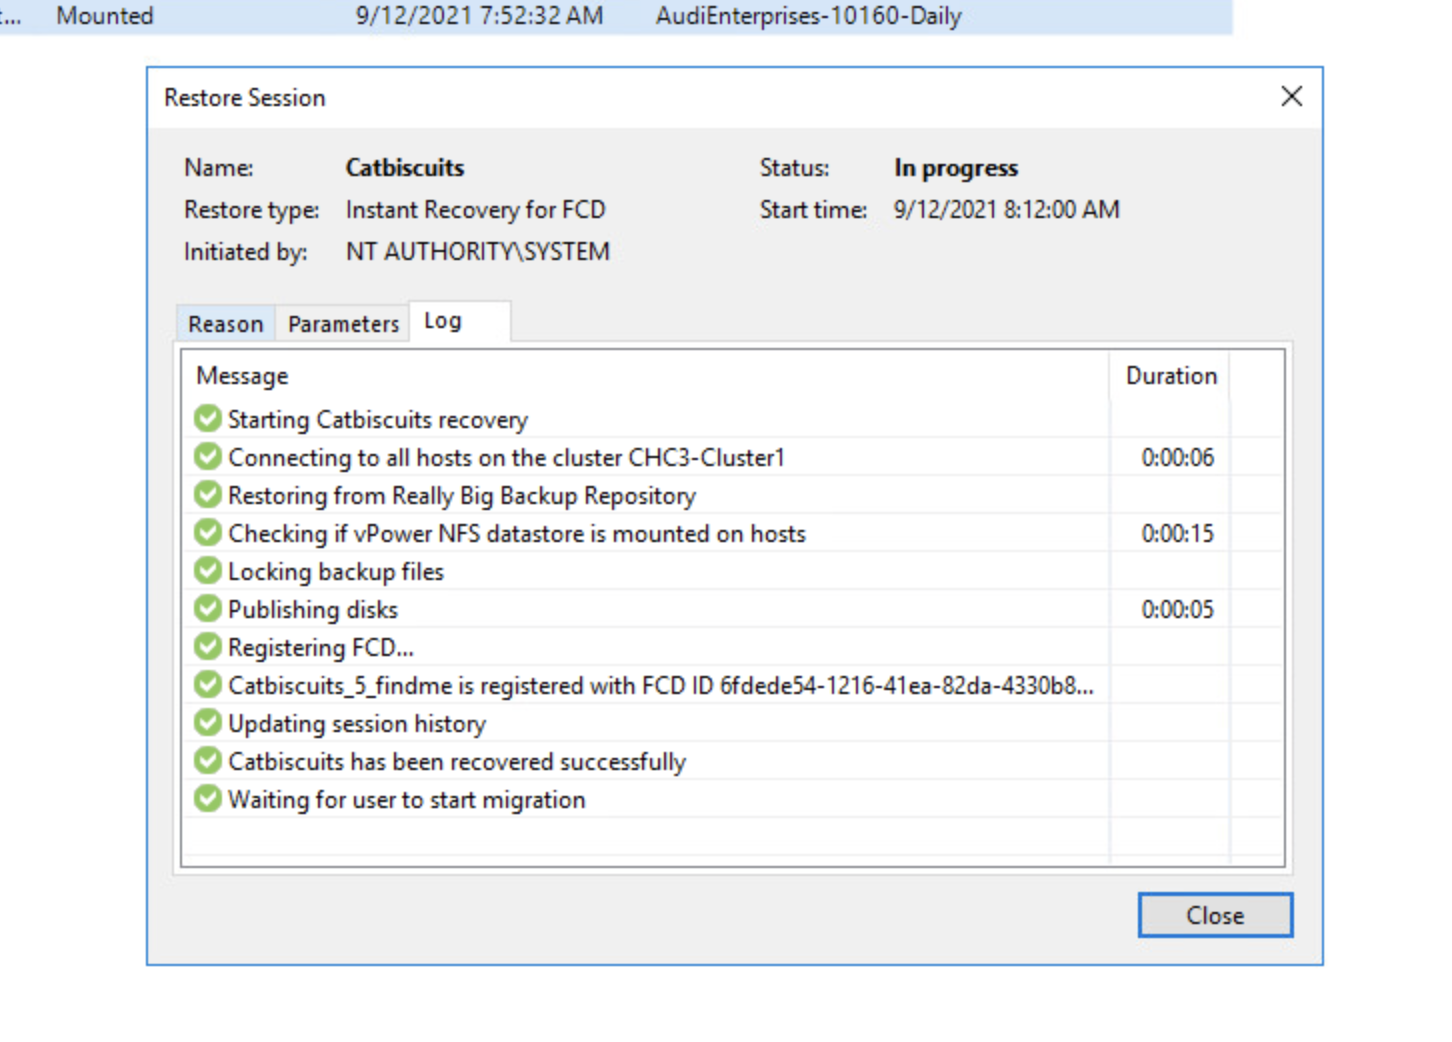 t... Mounted 9/12/2021 7:52:32 AM AudiEnterprises-10160-Daily
Restore Session
Name: Catbiscuits Status: In progress
Restore type: Instant Recovery for FCD Start time: 9/12/2021 8:12:00 AM
Initiated by: NT AUTHORITY\SYSTEM
Reason Parameters Log
Message Duration
Starting Catbiscuits recovery
Connecting to all hosts on the cluster CHC3-Cluster1 0:00:06
Restoring from Really Big Backup Repository
Checking if vPower NFS datastore is mounted on hosts 0:00:15
Locking backup files
Publishing disks 0:00:05
Registering FCD...
Catbiscuits_5_findme is registered with FCD ID 6fdede54-1216-41ea-82da-4330b8...
Updating session history
Catbiscuits has been recovered successfully
Waiting for user to start migration
Close